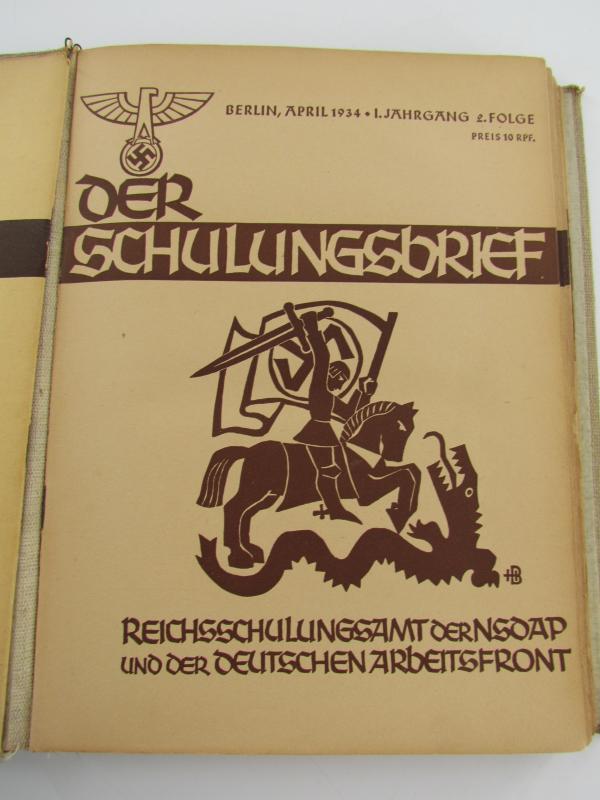 BERLIN, APRIL 1934 • 1. JAHRGANG 2. FOLGE
PREIS 10 RPF.
DER
SCHULUNGSBRIEF
HB
REICHSSCHULUNGSAMT DER NSDAP
UND DER DEUTSCHEN ARBEITSFRONT